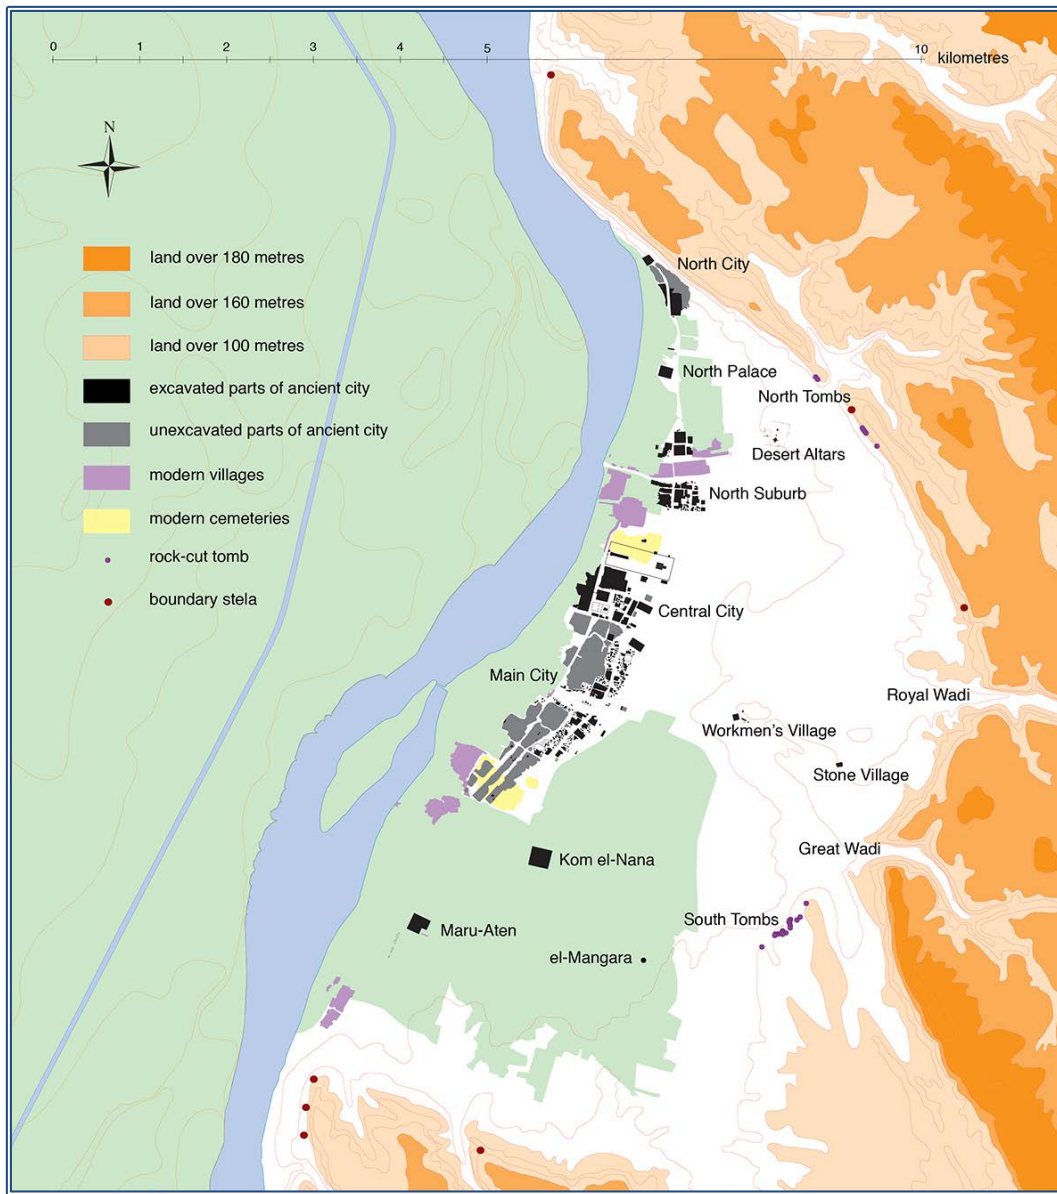 0 1 2 3 4 5 10 kilometres
N
land over 180 metres
land over 160 metres
land over 100 metres
excavated parts of ancient city
unexcavated parts of ancient city
modern villages
modern cemeteries
rock-cut tomb
boundary stela
North City
North Palace
North Tombs
Desert Altars
North Suburb
Central City
Main City
Royal Wadi
Workmen's Village
Stone Village
Great Wadi
Kom el-Nana
South Tombs
Maru-Aten
el-Mangara